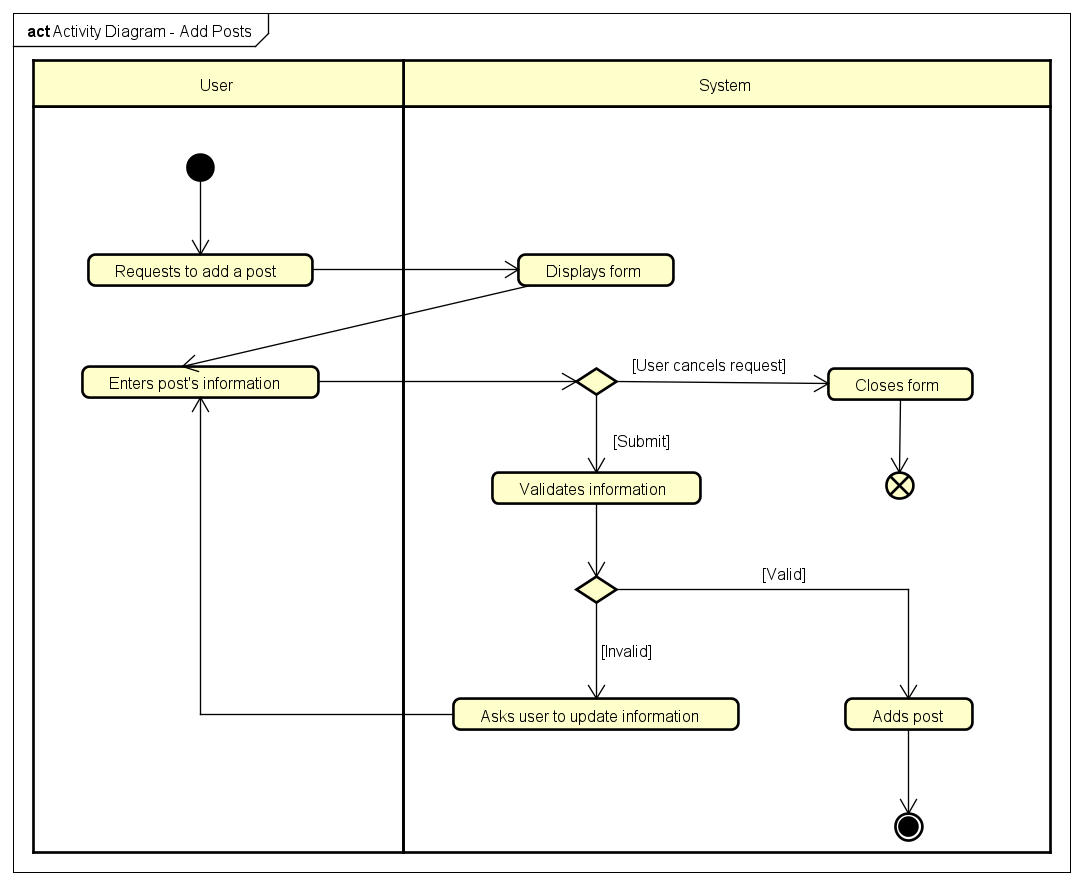 act Activity Diagram - Add Posts
User
System
Requests to add a post
Displays form
[User cancels request]
Enters post's information
Closes form
[Submit]
Validates information
[Valid]
[Invalid]
Asks user to update information
Adds post